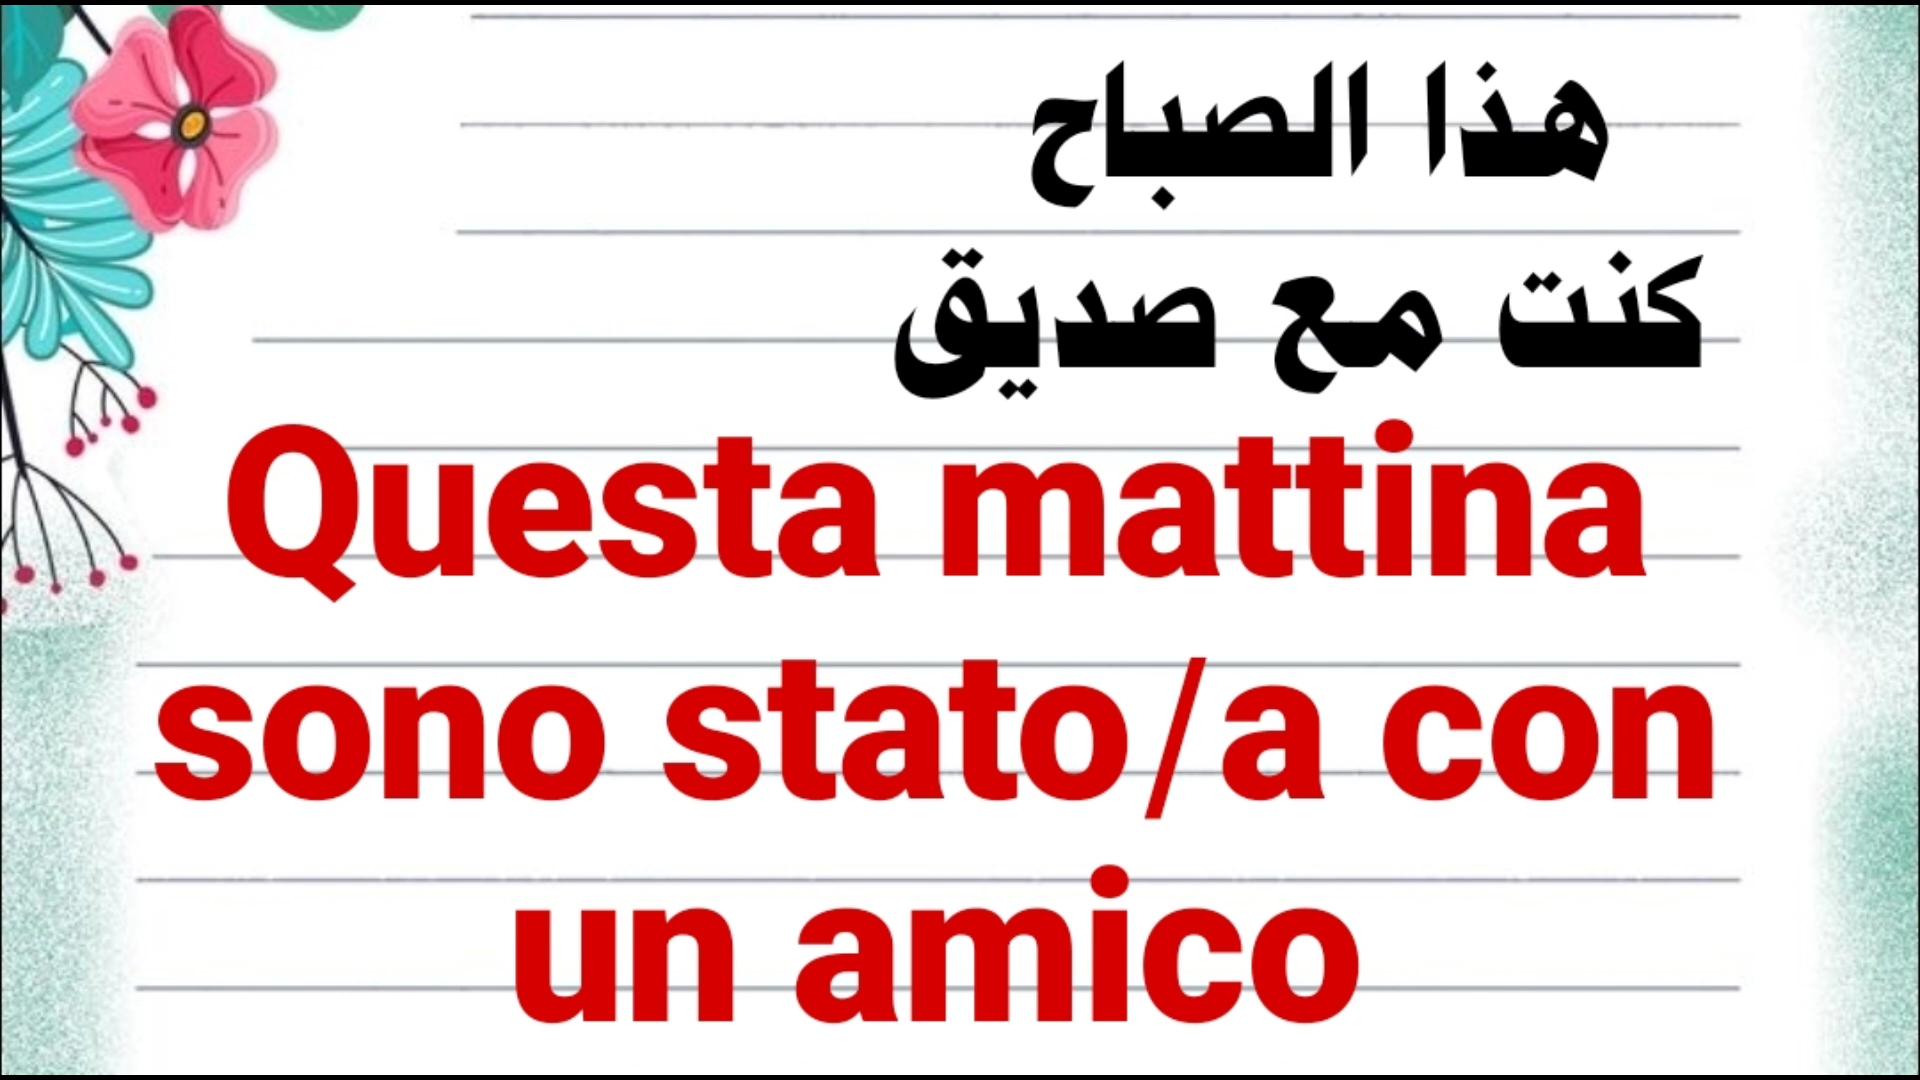 هذا الصباح
كنت مع صديق
Questa mattina
sono stato/a con
un amico